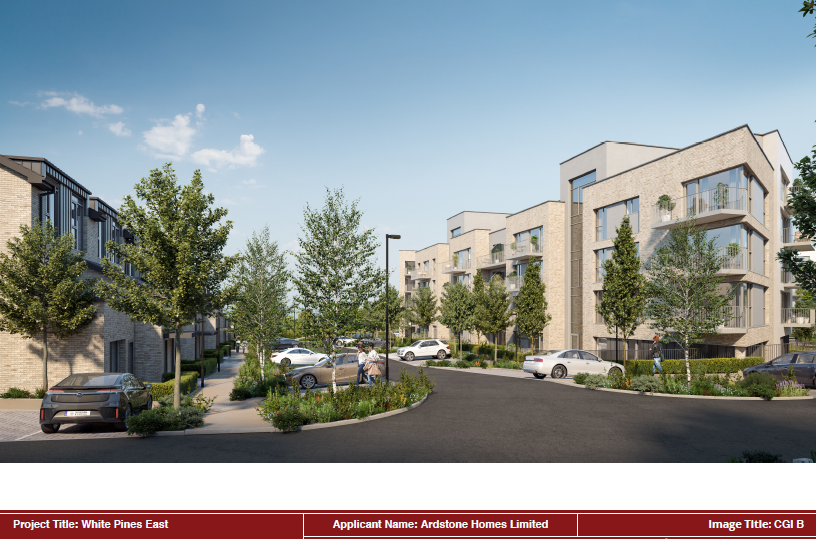 Project Title: White Pines East
Applicant Name: Ardstone Homes Limited
Image Title: CGI B